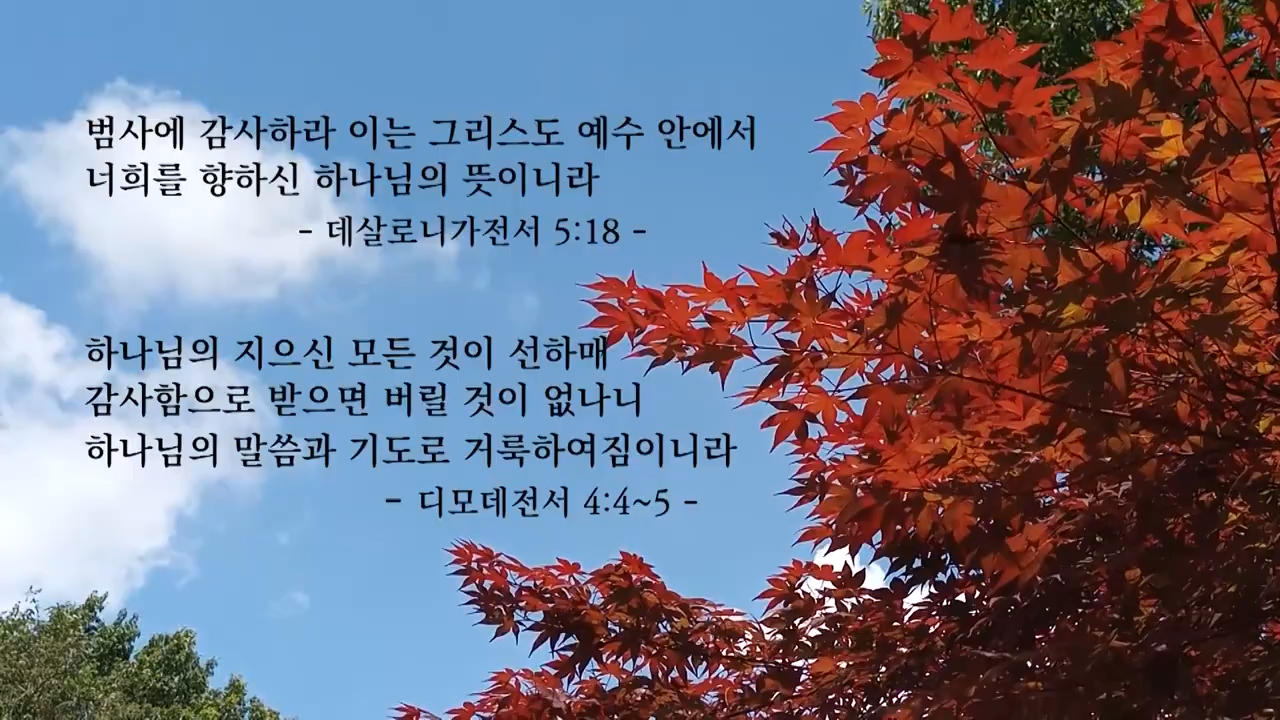 범사에 감사하라 이는 그리스도 예수 안에서
너희를 향하신 하나님의 뜻이니라
- 데살로니가전서 5:18 -
하나님의 지으신 모든 것이 선하매
감사함으로 받으면 버릴 것이 없나니
하나님의 말씀과 기도로 거룩하여짐이니라
- 디모데전서 4:4~5 -